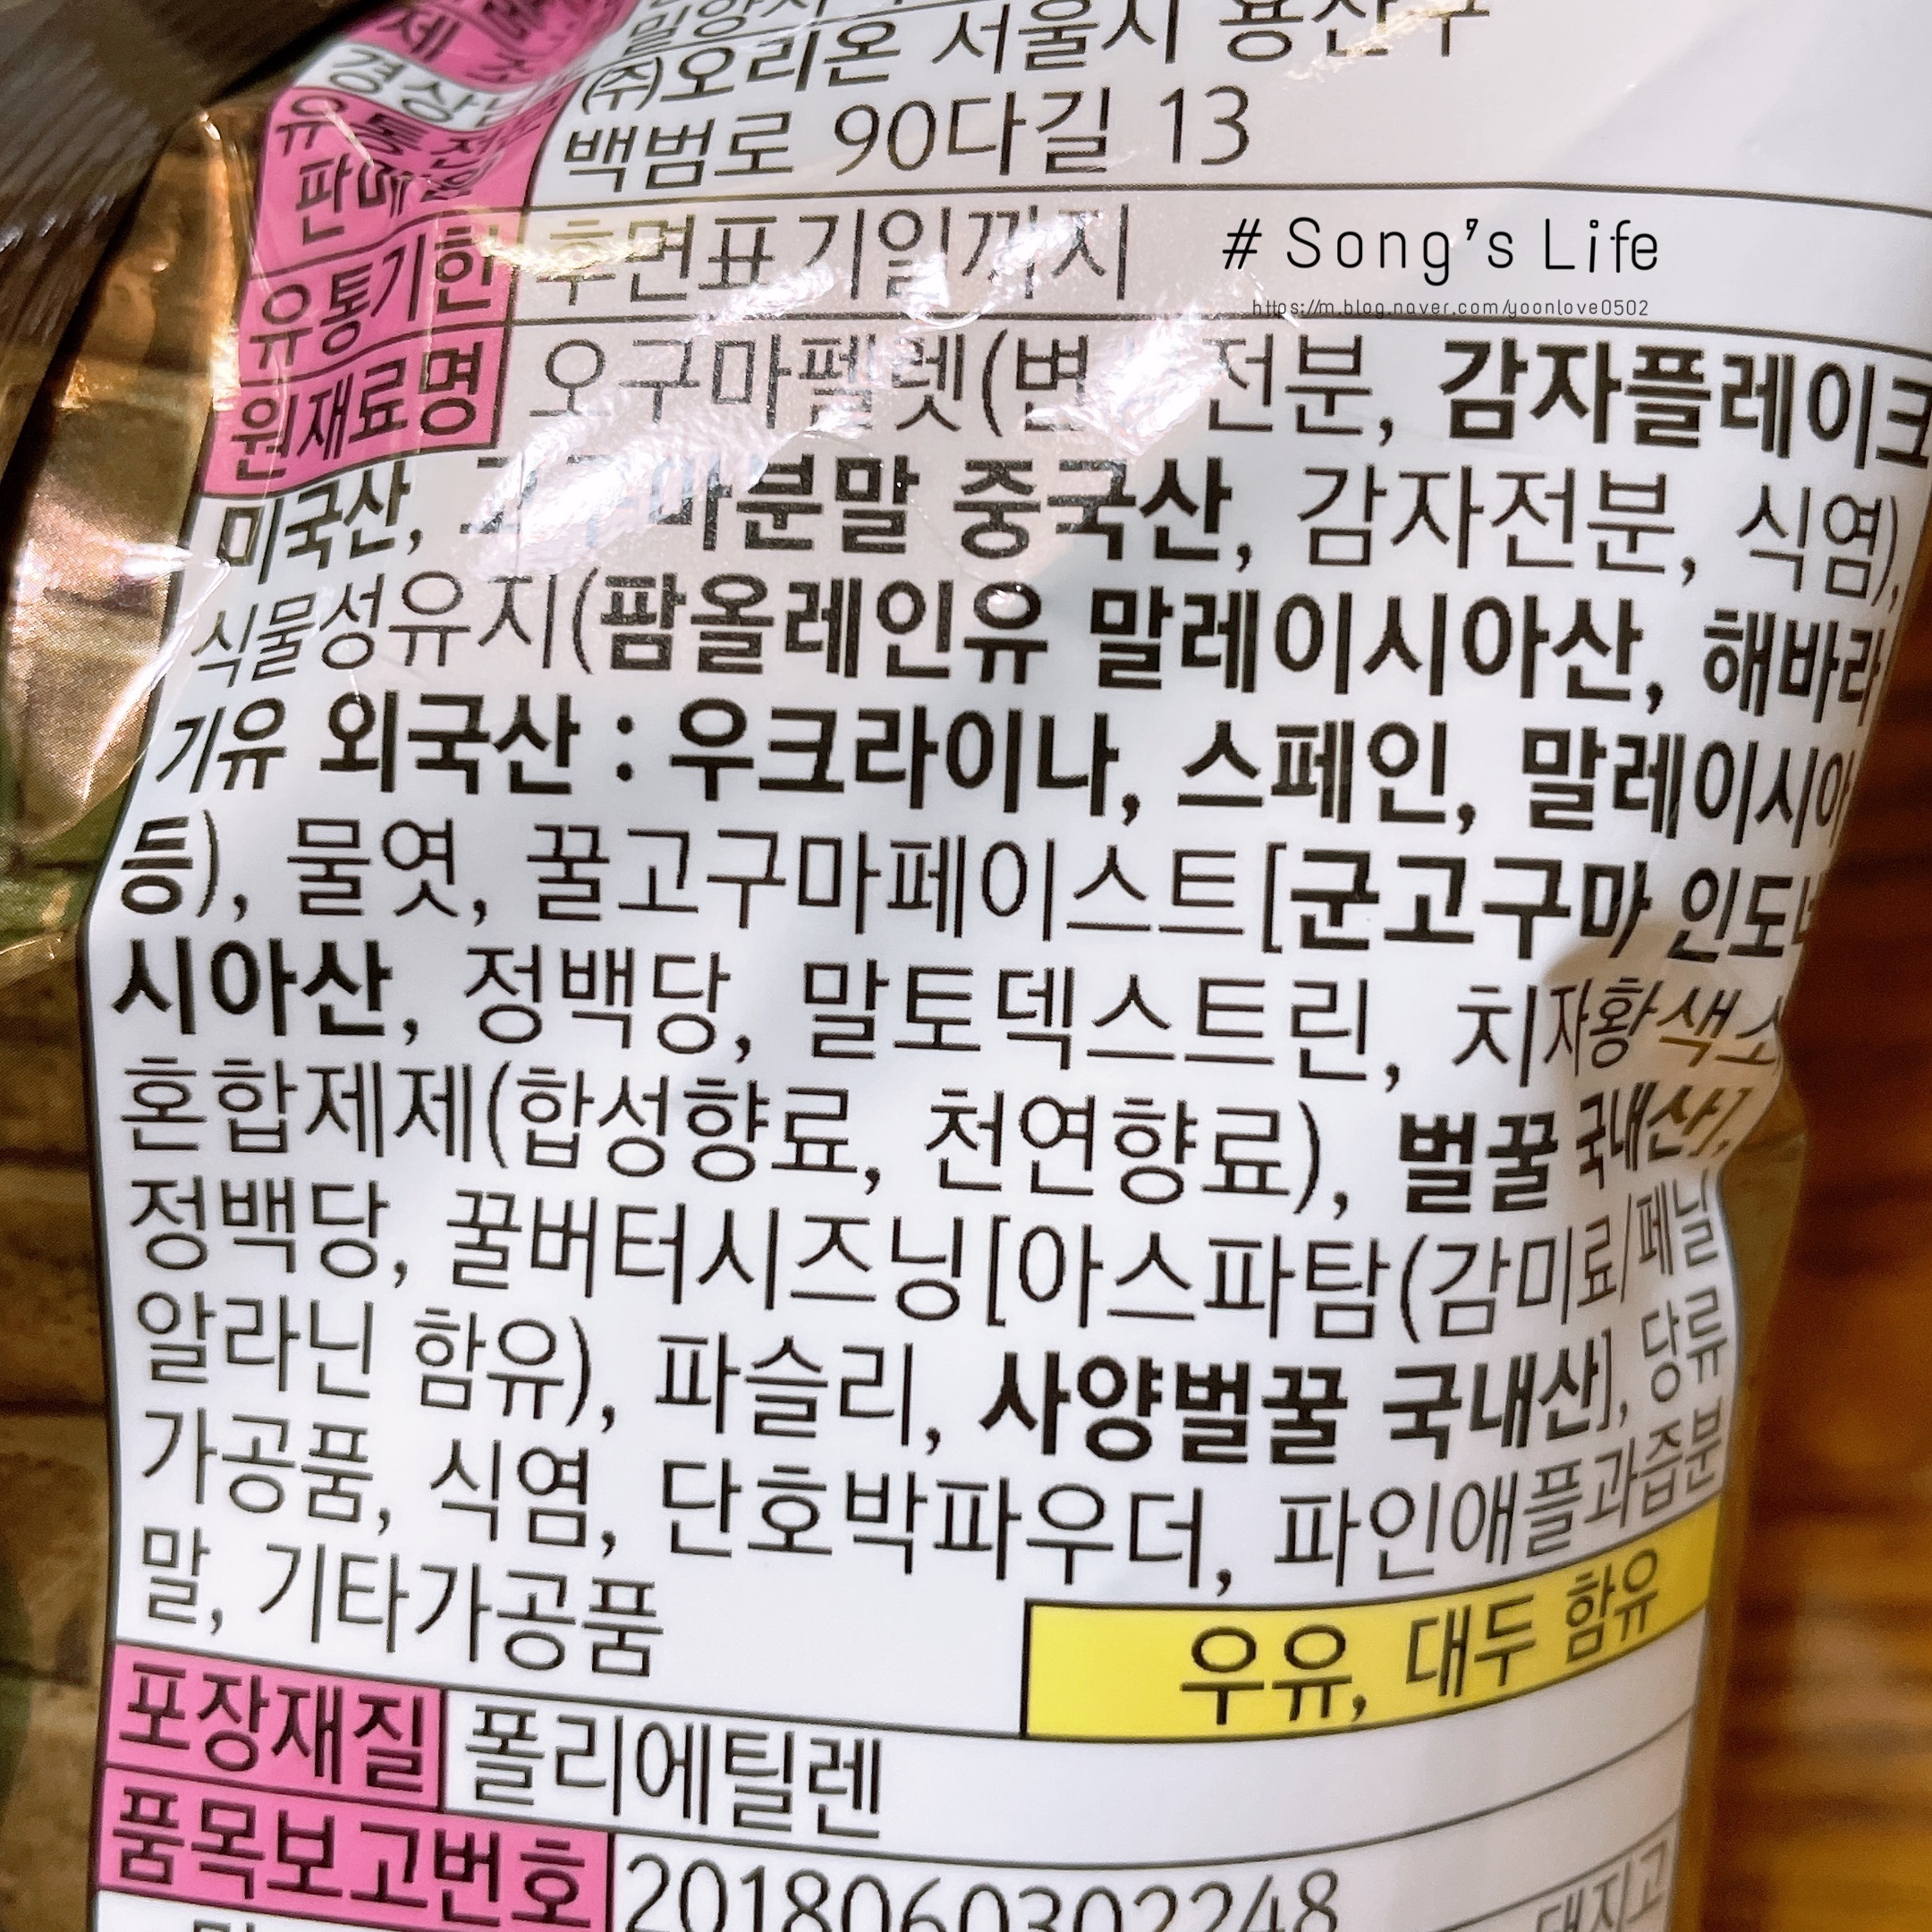 제조
(주)오리온 서울시 용산구
경상
백범로 90다길 13
유통전문
판매원
유통기한 후면표기일까지
# Song's Life
https://m.blog.naver.com/yoonlove0502
원재료명 오구마펠렛(변 전분, 감자플레이크
미국산, 고구마분말 중국산, 감자전분, 식염),
식물성유지(팜올레인유 말레이시아산, 해바라
기유 외국산 : 우크라이나, 스페인, 말레이시아
등), 물엿, 꿀고구마페이스트[군고구마 인도네
시아산, 정백당, 말토덱스트린, 치자황색소,
혼합제제(합성향료, 천연향료), 벌꿀 국내산],
정백당, 꿀버터시즈닝[아스파탐(감미료/페닐
알라닌 함유), 파슬리, 사양벌꿀 국내산], 당류
가공품, 식염, 단호박파우더, 파인애플과즙분
말, 기타가공품
우유, 대두 함유
포장재질 폴리에틸렌
품목보고번호 2018060302248